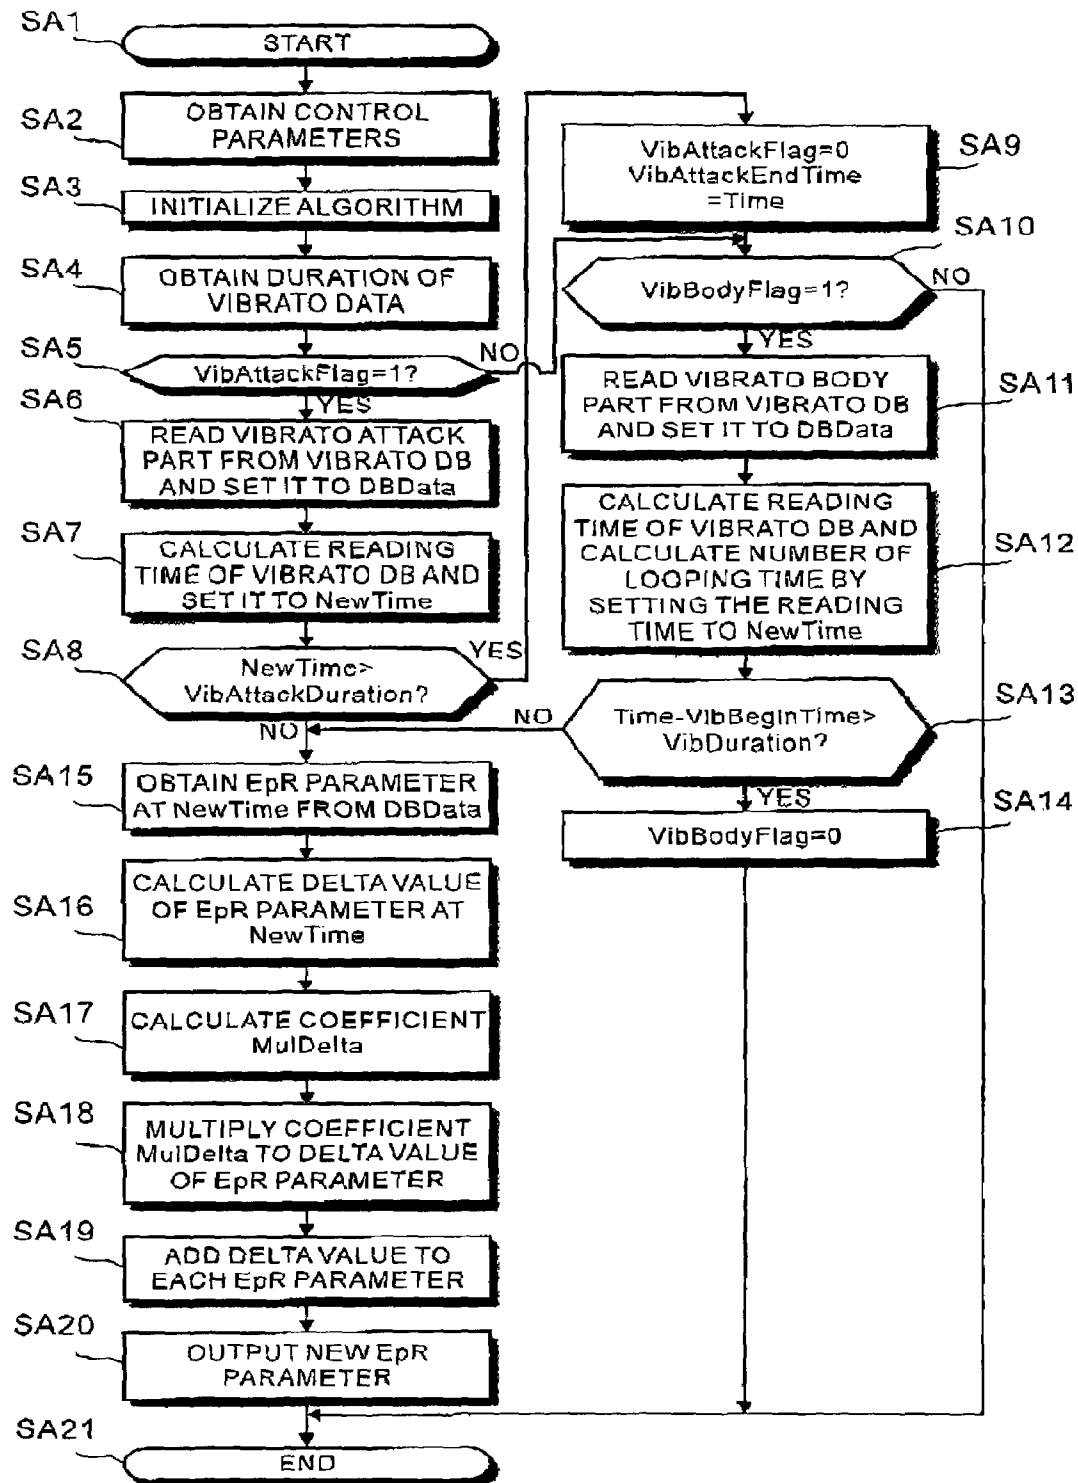 SA1
START
SA2
OBTAIN CONTROL
PARAMETERS
SA3
INITIALIZE ALGORITHM
SA4
OBTAIN DURATION OF
VIBRATO DATA
SA5
VibAttackFlag=1?
NO
YES
SA6
READ VIBRATO ATTACK
PART FROM VIBRATO DB
AND SET IT TO DBData
SA7
CALCULATE READING
TIME OF VIBRATO DB AND
SET IT TO NewTime
SA8
NewTime>
VibAttackDuration?
YES
NO
SA9
VibAttackFlag=0
VibAttackEndTime
=Time
SA10
VibBodyFlag=1?
NO
YES
SA11
READ VIBRATO BODY
PART FROM VIBRATO DB
AND SET IT TO DBData
SA12
CALCULATE READING
TIME OF VIBRATO DB AND
CALCULATE NUMBER OF
LOOPING TIME BY
SETTING THE READING
TIME TO NewTime
SA13
Time-VibBeginTime>
VibDuration?
NO
YES
SA14
VibBodyFlag=0
SA15
OBTAIN EpR PARAMETER
AT NewTime FROM DBData
SA16
CALCULATE DELTA VALUE
OF EpR PARAMETER AT
NewTime
SA17
CALCULATE COEFFICIENT
MulDelta
SA18
MULTIPLY COEFFICIENT
MulDelta TO DELTA VALUE
OF EpR PARAMETER
SA19
ADD DELTA VALUE TO
EACH EpR PARAMETER
SA20
OUTPUT NEW EpR
PARAMETER
SA21
END